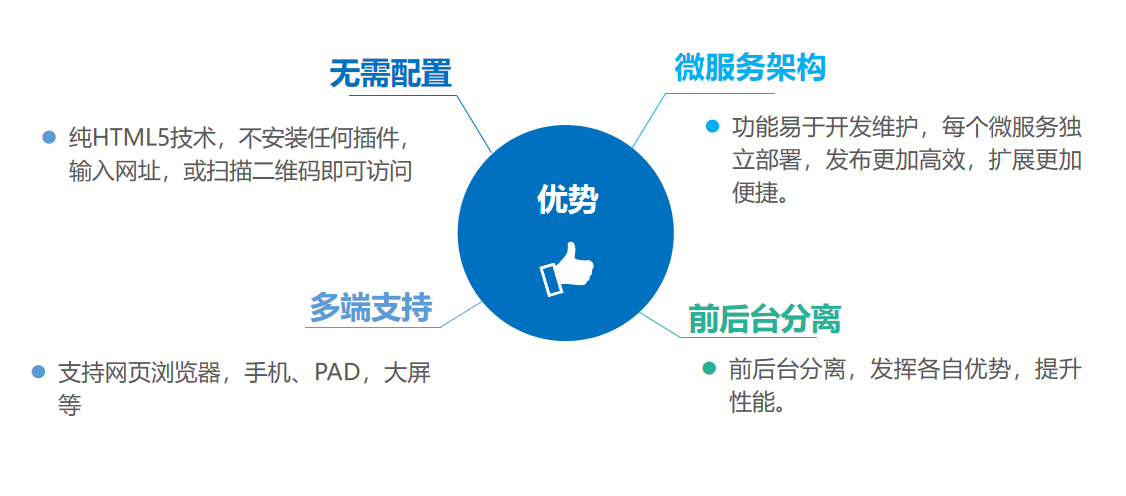 无需配置
纯HTML5技术，不安装任何插件，
输入网址，或扫描二维码即可访问
微服务架构
功能易于开发维护，每个微服务独
立部署，发布更加高效，扩展更加
便捷。
优势
多端支持
支持网页浏览器，手机、PAD，大屏
等
前后台分离
前后台分离，发挥各自优势，提升
性能。